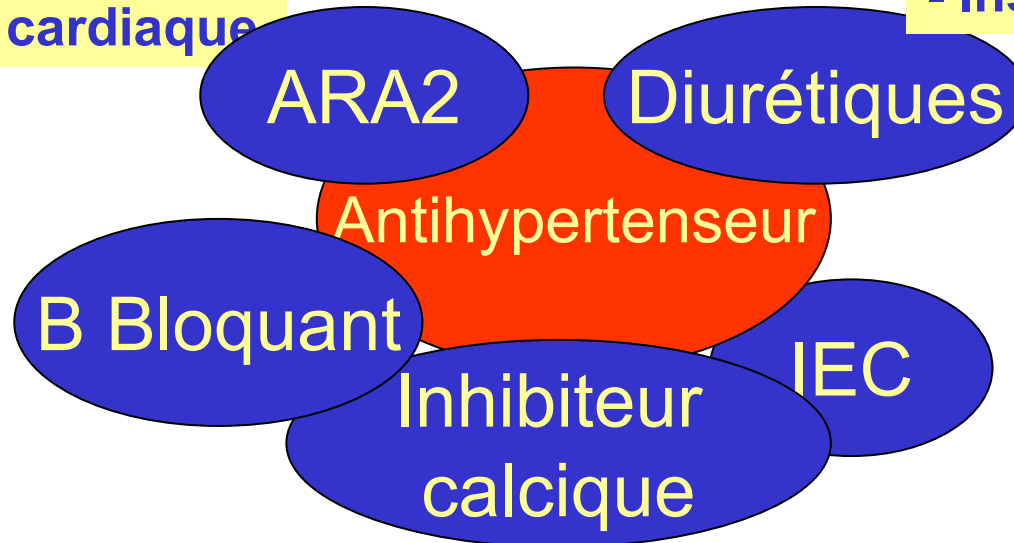 cardiaque
ARA2
Diurétiques
Antihypertenseur
B Bloquant
IEC
Inhibiteur
calcique